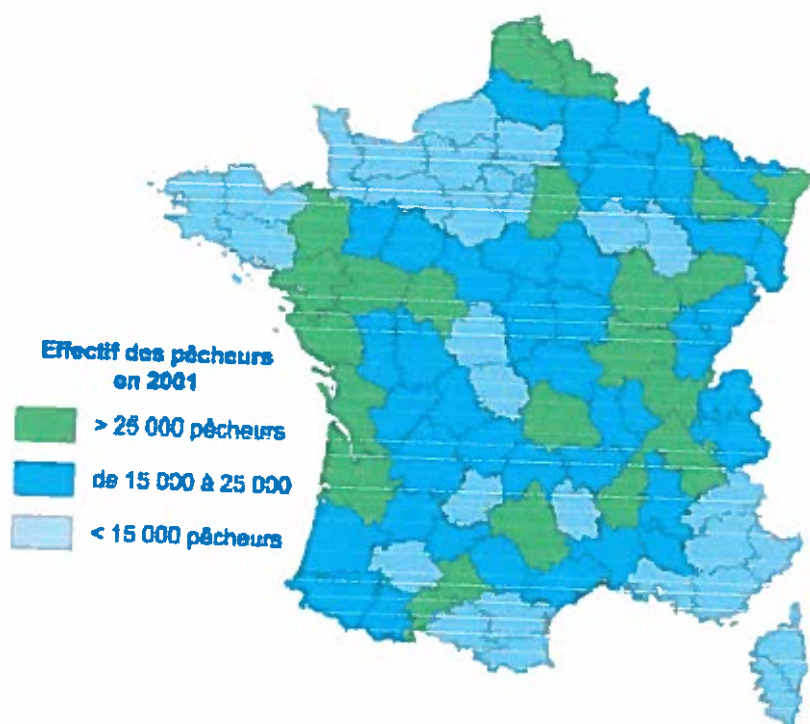 Effectif des pêcheurs
en 2001
> 25 000 pêcheurs
de 15 000 à 25 000
< 15 000 pêcheurs